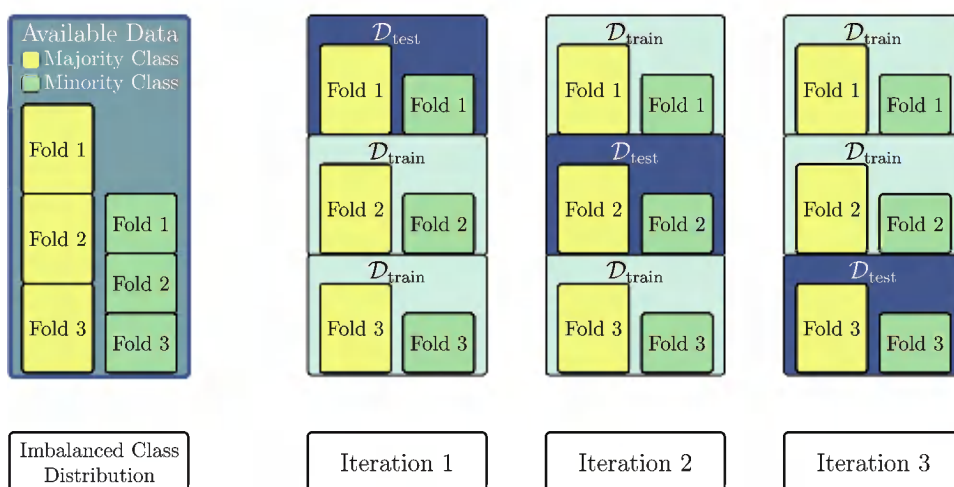 Available Data
Majority Class
Minority Class
Fold 1
Fold 2
Fold 3
Fold 1
Fold 2
Fold 3
Imbalanced Class
Distribution
𝒟test
Fold 1 Fold 1
𝒟train
Fold 2 Fold 2
𝒟train
Fold 3 Fold 3
Iteration 1
𝒟train
Fold 1 Fold 1
𝒟test
Fold 2 Fold 2
𝒟train
Fold 3 Fold 3
Iteration 2
𝒟train
Fold 1 Fold 1
𝒟train
Fold 2 Fold 2
𝒟test
Fold 3 Fold 3
Iteration 3